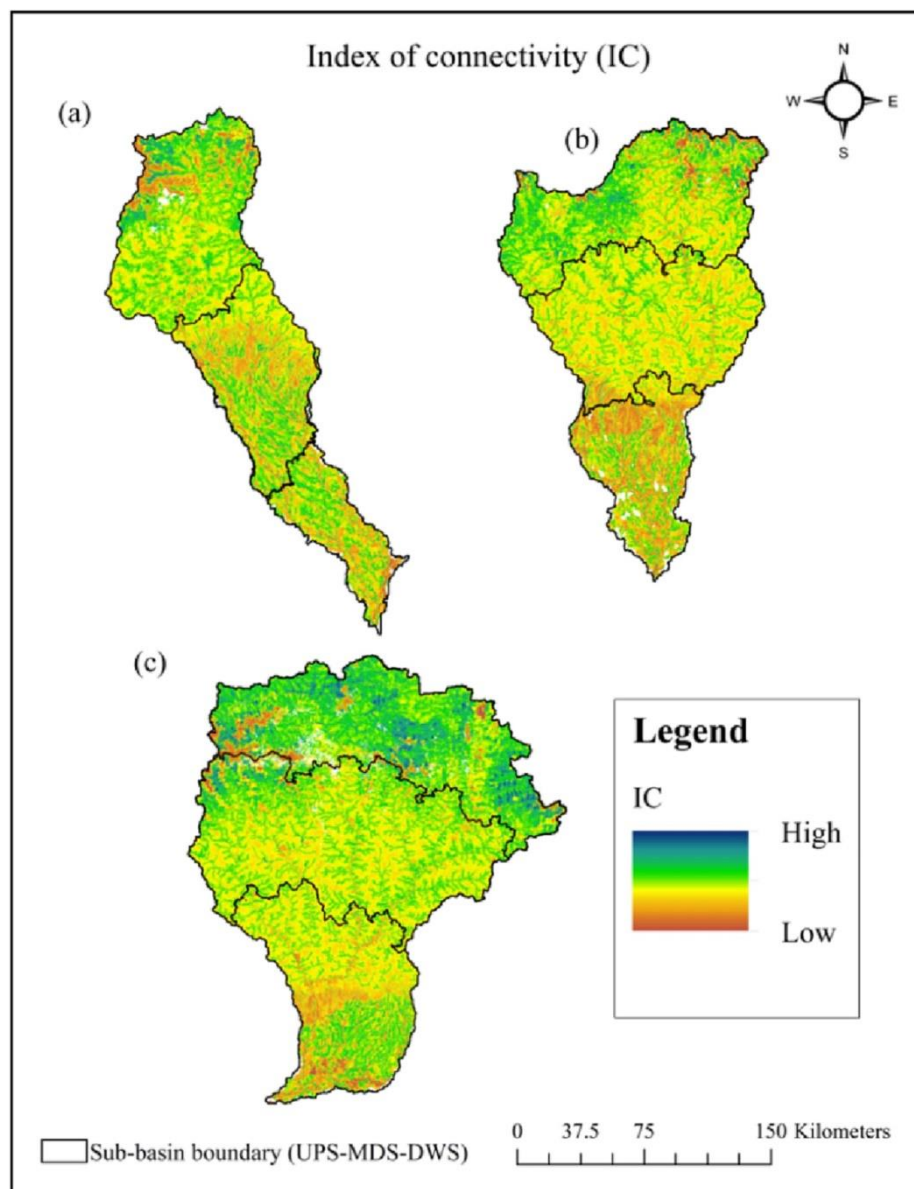 Index of connectivity (IC)
N
W E
S
(a)
(b)
(c)
Legend
IC
High
Low
Sub-basin boundary (UPS-MDS-DWS)
0 37.5 75 150 Kilometers